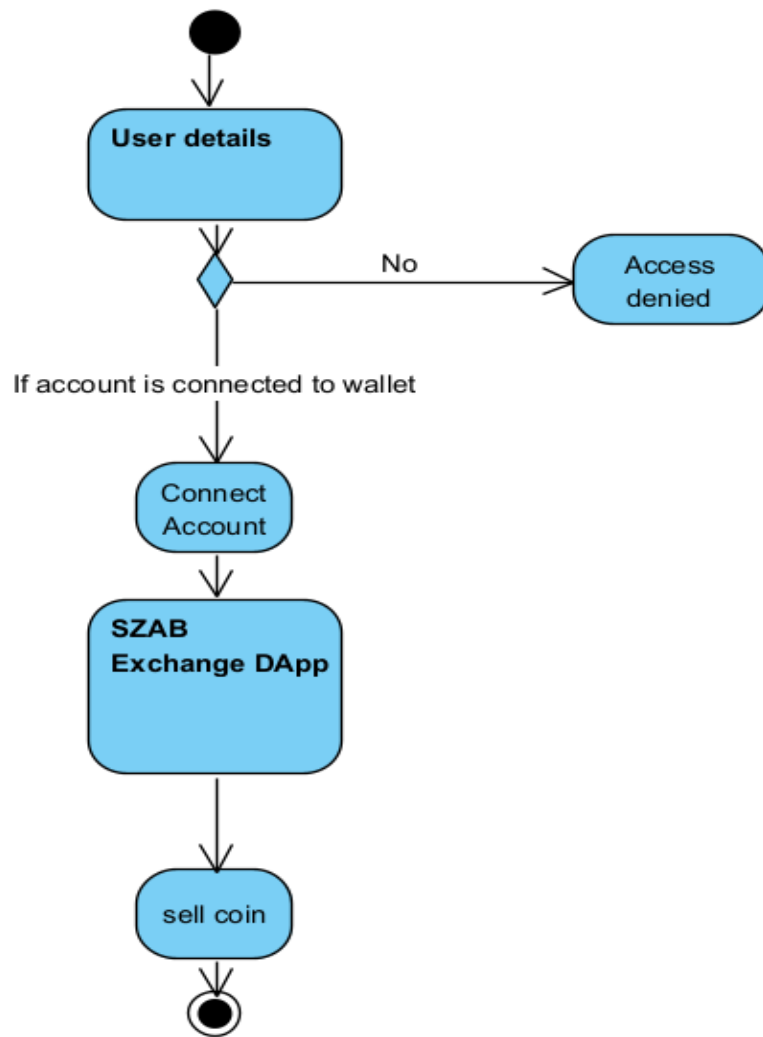 User details
No
Access
denied
If account is connected to wallet
Connect
Account
SZAB
Exchange DApp
sell coin